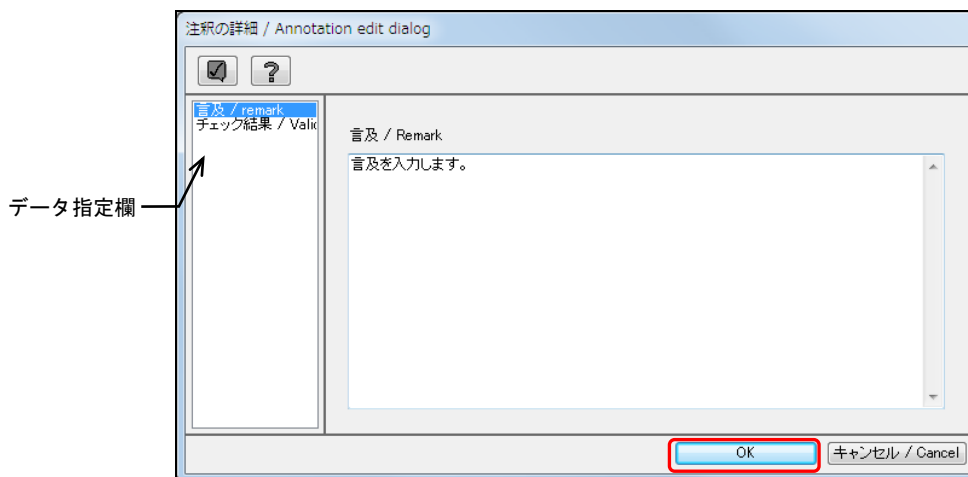 注釈の詳細 / Annotation edit dialog
?
言及 / remark
チェック結果 / Valid
言及 / Remark
言及を入力します。
データ指定欄
OK
キャンセル / Cancel